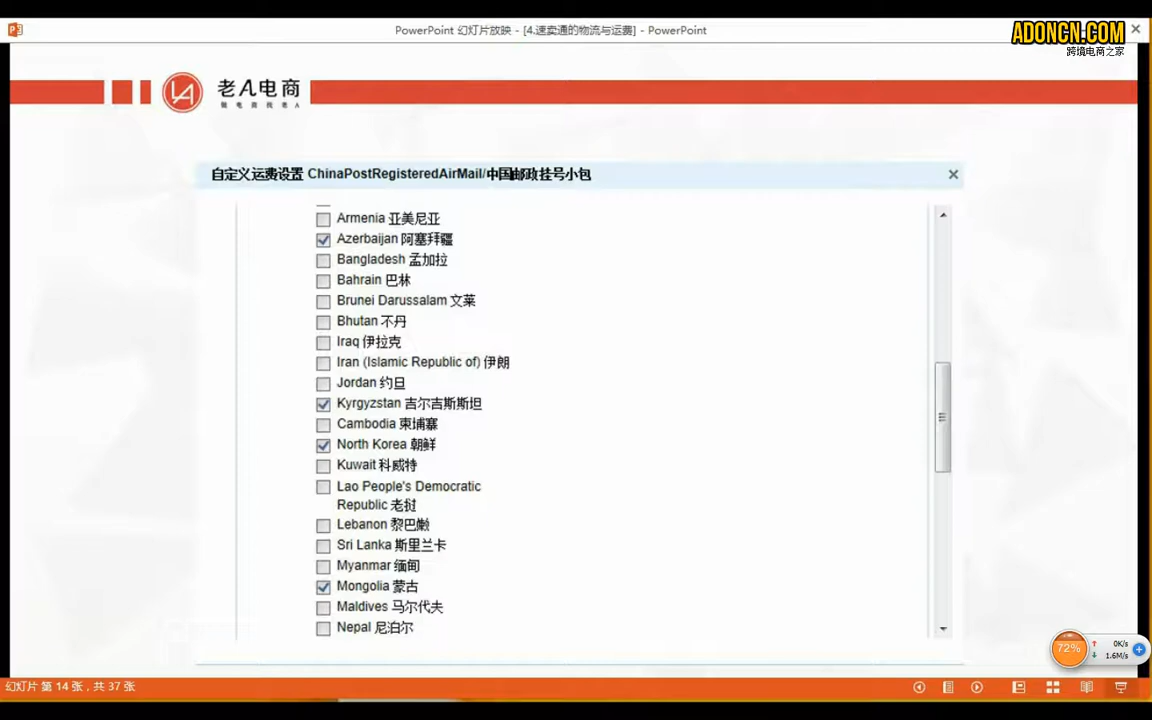 PowerPoint 幻灯片放映 - [4.速卖通的物流与运费] - PowerPoint
ADONCN.COM
跨境电商之家
老A电商
做电商找老A
自定义运费设置 ChinaPostRegisteredAirMail/中国邮政挂号小包
Armenia 亚美尼亚
Azerbaijan 阿塞拜疆
Bangladesh 孟加拉
Bahrain 巴林
Brunei Darussalam 文莱
Bhutan 不丹
Iraq 伊拉克
Iran (Islamic Republic of) 伊朗
Jordan 约旦
Kyrgyzstan 吉尔吉斯斯坦
Cambodia 柬埔寨
North Korea 朝鲜
Kuwait 科威特
Lao People's Democratic
Republic 老挝
Lebanon 黎巴嫩
Sri Lanka 斯里兰卡
Myanmar 缅甸
Mongolia 蒙古
Maldives 马尔代夫
Nepal 尼泊尔
72%
0K/s
1.6M/s
幻灯片 第 14 张，共 37 张